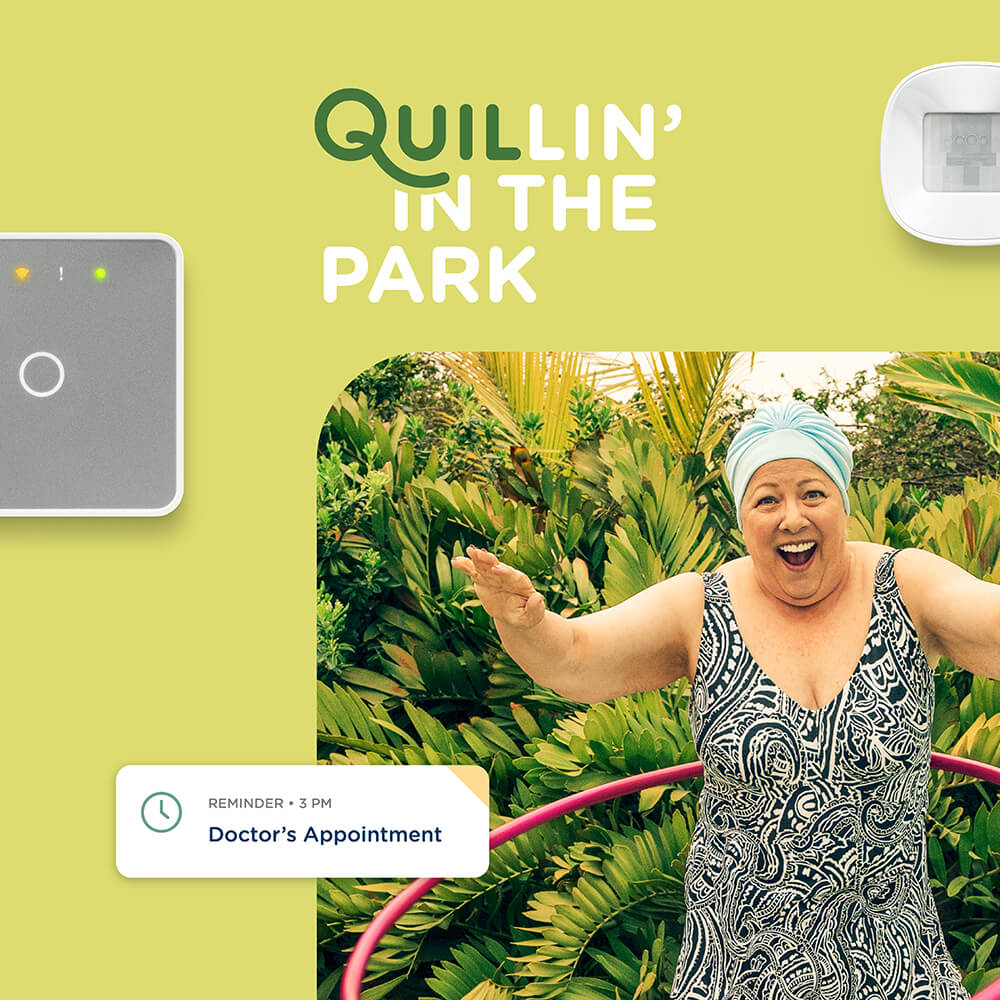 QUILLIN’
IN THE
PARK
!
REMINDER • 3 PM
Doctor’s Appointment